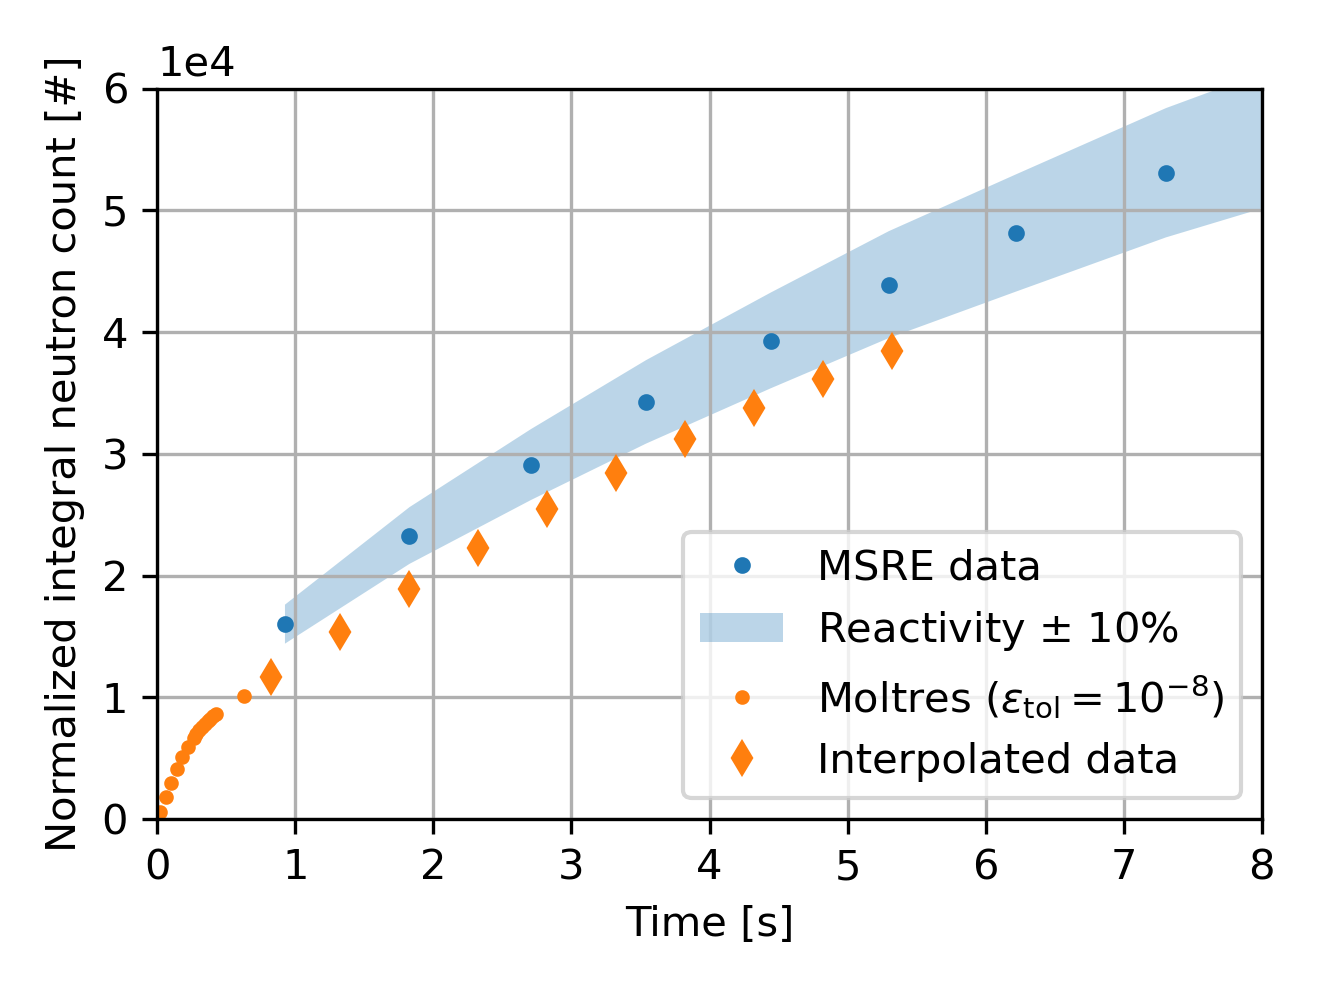 1e4
Normalized integral neutron count [#]
6
5
4
3
2
1
0
MSRE data
Reactivity ± 10%
Moltres (ε_tol = 10⁻⁸)
Interpolated data
0 1 2 3 4 5 6 7 8
Time [s]